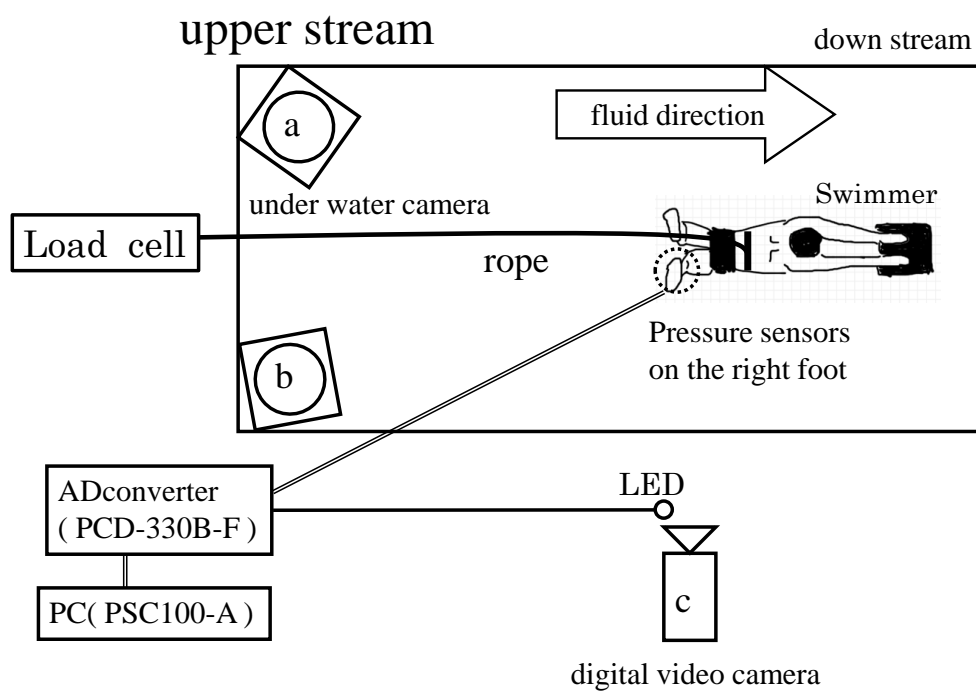 upper stream
down stream
a
fluid direction
under water camera
Swimmer
Load cell
rope
Pressure sensors
on the right foot
b
ADconverter
( PCD-330B-F )
LED
PC( PSC100-A)
c
digital video camera